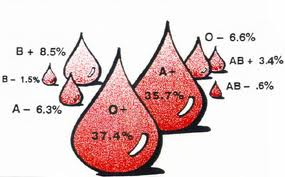 B + 8.5%
B - 1.5%
A - 6.3%
O+
37.4%
A+
35.7%
O - 6.6%
AB + 3.4%
AB - .6%